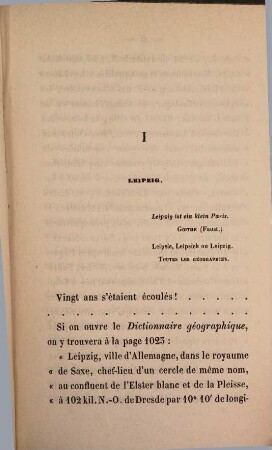 I
LEIPZIG.
Leipzig ist ein klein Paris.
GOETHE (Faust.)
Leipsic, Leipsick ou Leipzig.
TOUTES LES GÉOGRAPHIES.
Vingt ans s'étaient écoulés ! . . . . .
. . . . . . . . . . . . . .
Si on ouvre le Dictionnaire géographique,
on y trouvera à la page 1023 :
« Leipzig, ville d'Allemagne, dans le royaume
« de Saxe, chef-lieu d'un cercle de même nom,
« au confluent de l'Elster blanc et de la Pleisse,
« à 102 kil. N.-O. de Dresde par 10° 10′ de longi-